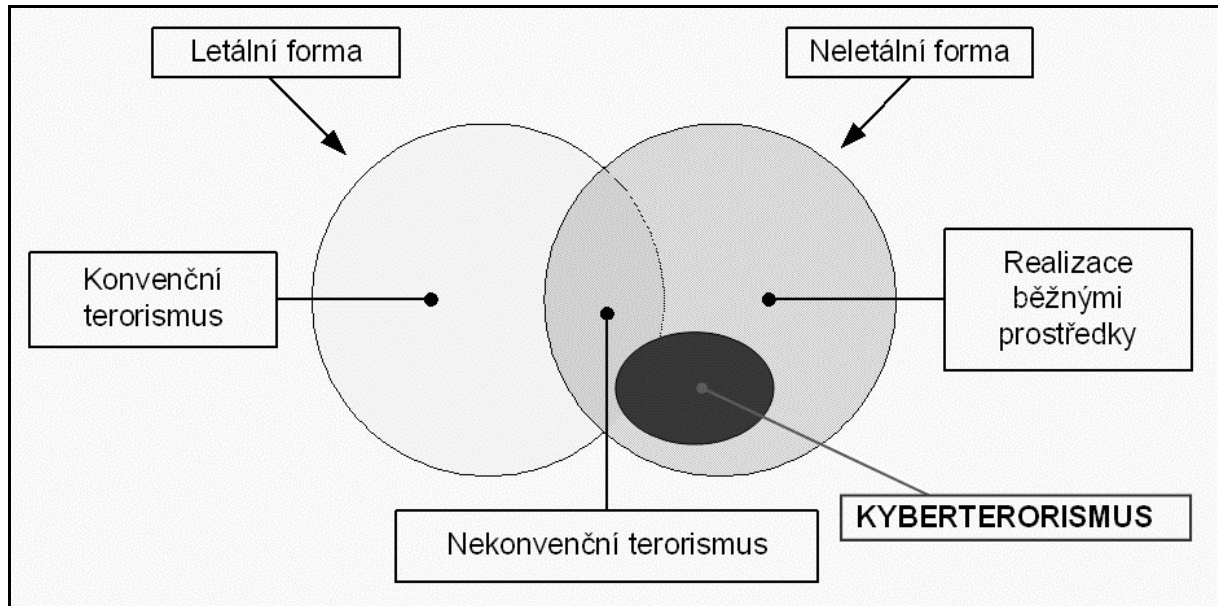 Letální forma
Neletální forma
Konvenční
terorismus
Realizace
běžnými
prostředky
Nekonvenční terorismus
KYBERTERORISMUS